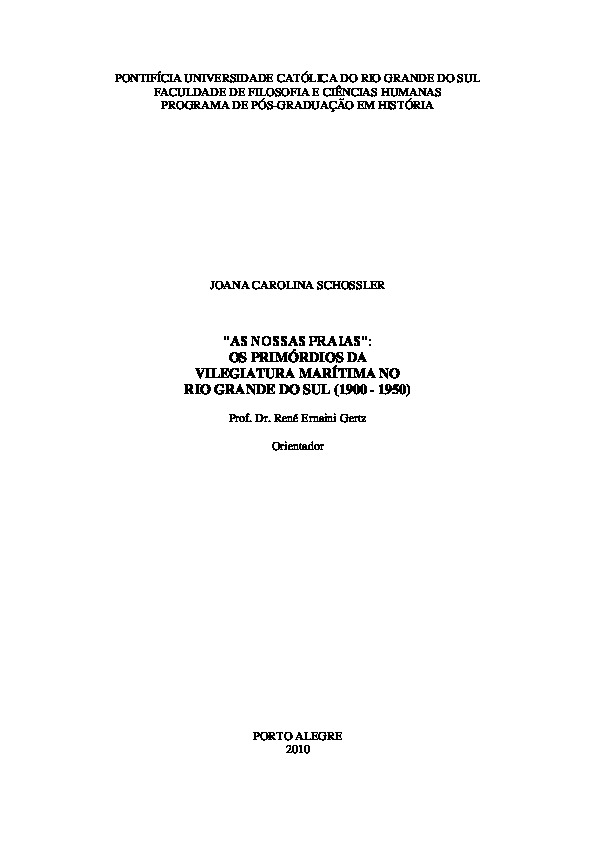 PONTIFÍCIA UNIVERSIDADE CATÓLICA DO RIO GRANDE DO SUL
FACULDADE DE FILOSOFIA E CIÊNCIAS HUMANAS
PROGRAMA DE PÓS-GRADUAÇÃO EM HISTÓRIA
JOANA CAROLINA SCHOSSLER
"AS NOSSAS PRAIAS":
OS PRIMÓRDIOS DA
VILEGIATURA MARÍTIMA NO
RIO GRANDE DO SUL (1900 - 1950)
Prof. Dr. René Ernaini Gertz
Orientador
PORTO ALEGRE
2010